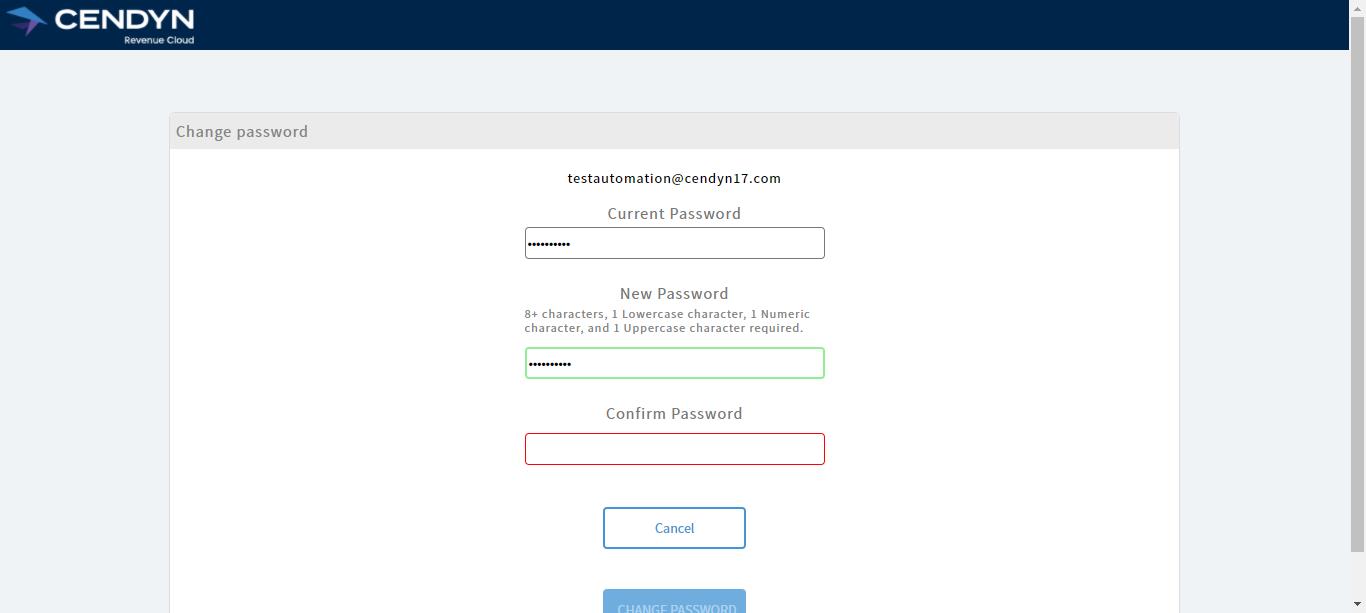 CENDYN
Revenue Cloud
Change password
testautomation@cendyn17.com
Current Password
••••••••••
New Password
8+ characters, 1 Lowercase character, 1 Numeric
character, and 1 Uppercase character required.
••••••••••
Confirm Password
Cancel
CHANGE PASSWORD